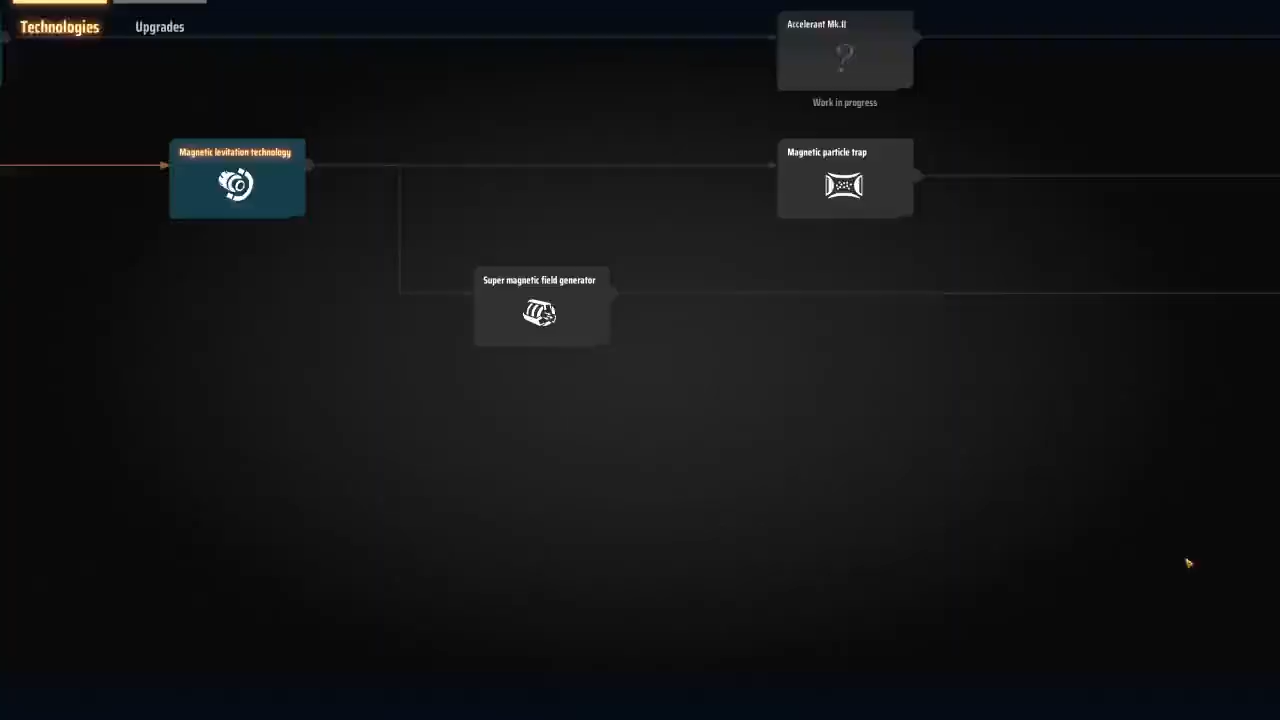 Technologies
Upgrades
Accelerant Mk.II
?
Work in progress
Magnetic levitation technology
Magnetic particle trap
Super magnetic field generator